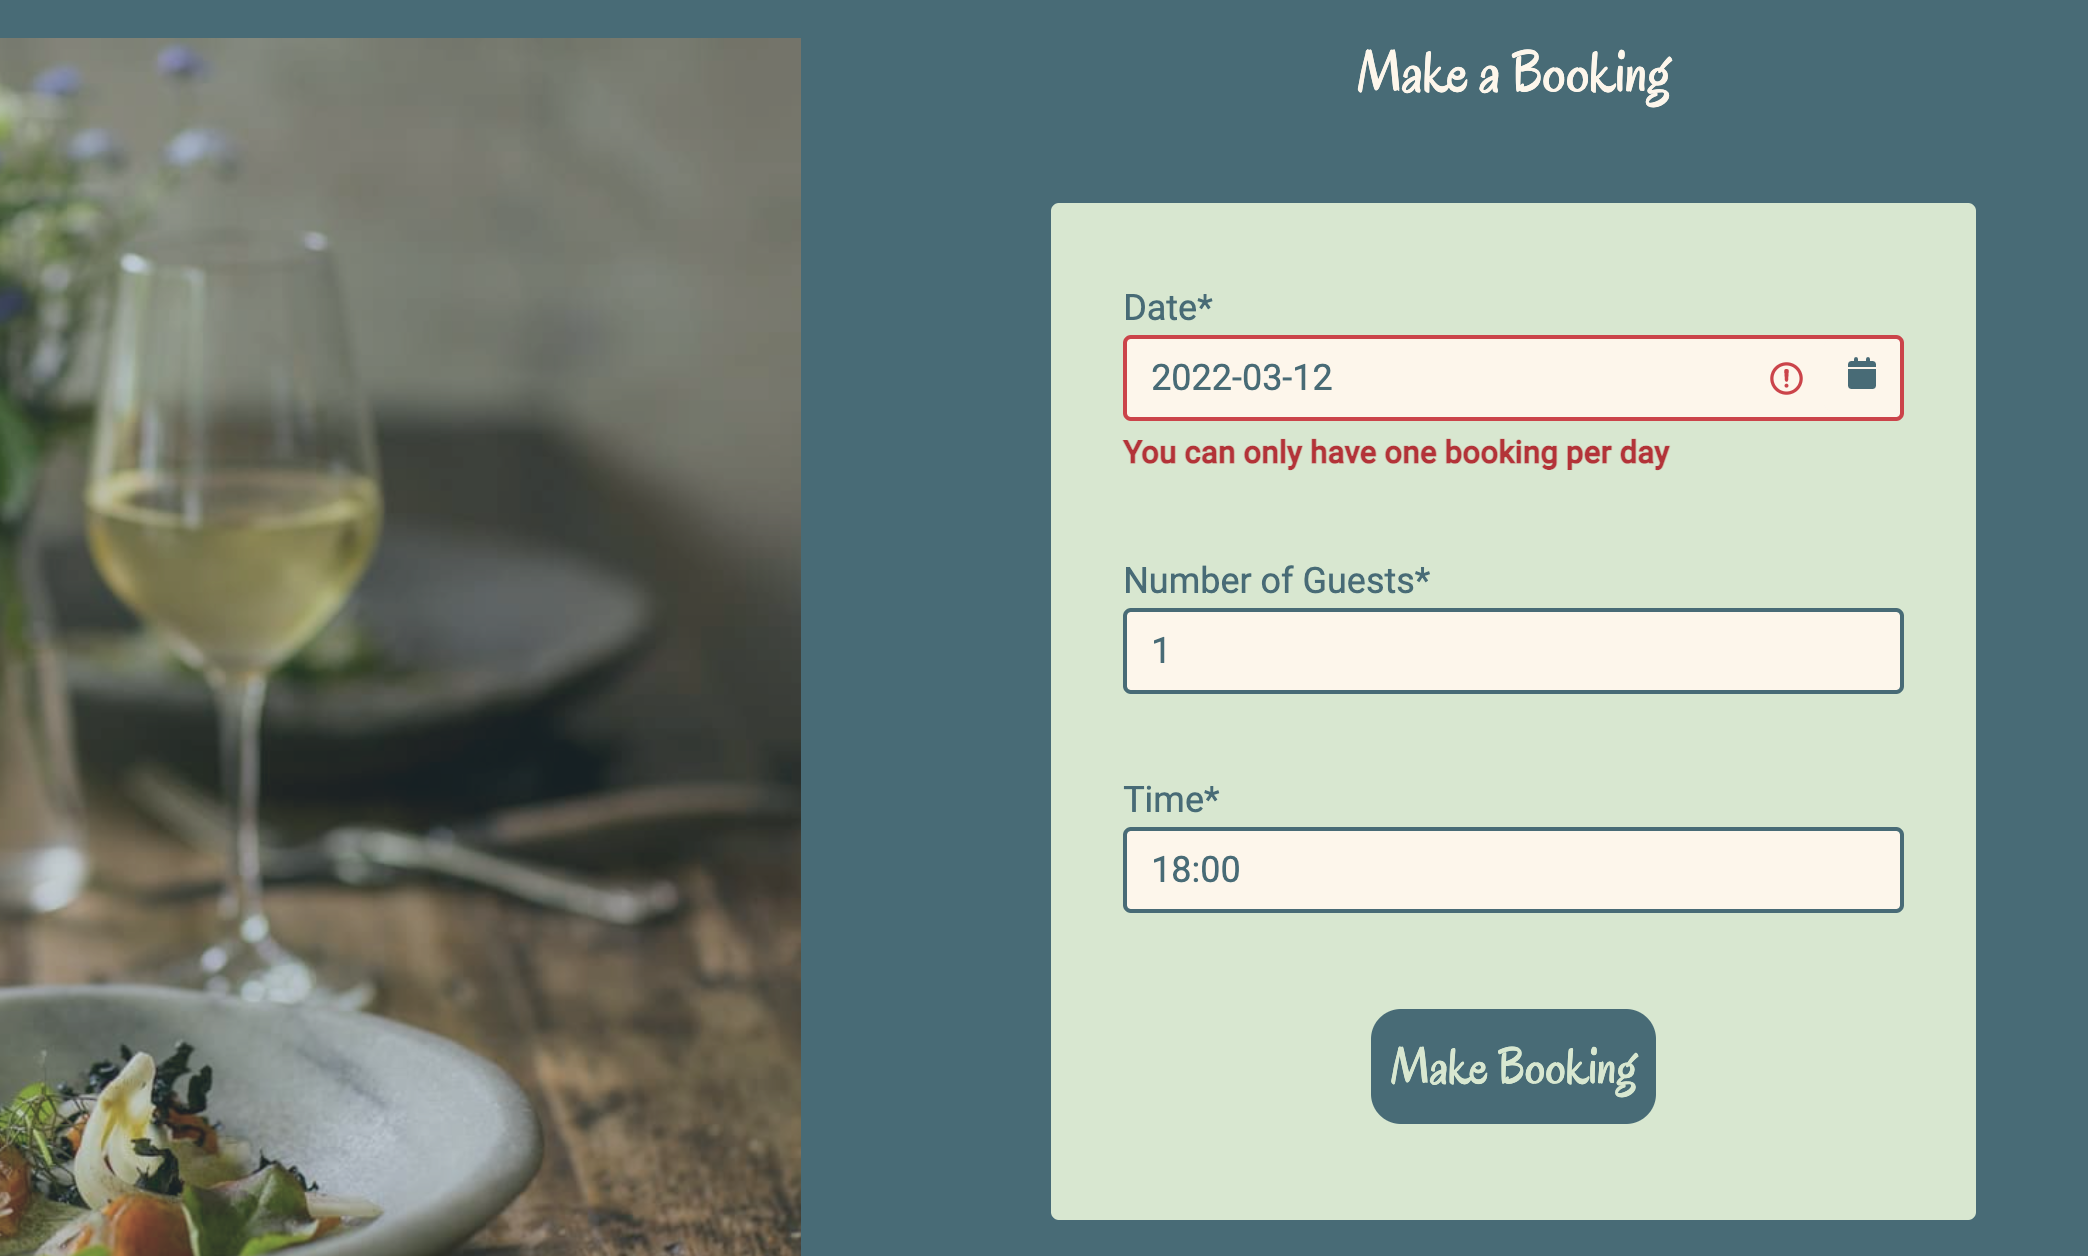 Make a Booking
Date*
2022-03-12
You can only have one booking per day
Number of Guests*
1
Time*
18:00
Make Booking